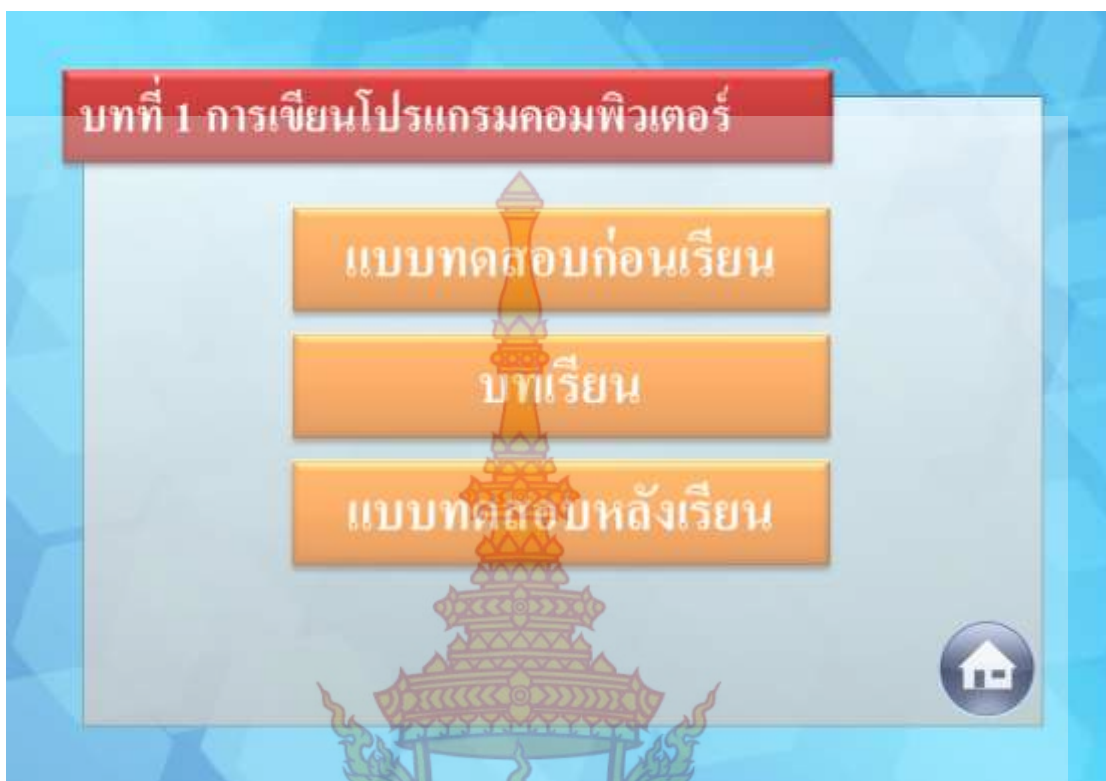 บทที่ 1 การเขียนโปรแกรมคอมพิวเตอร์
แบบทดสอบก่อนเรียน
บทเรียน
แบบทดสอบหลังเรียน